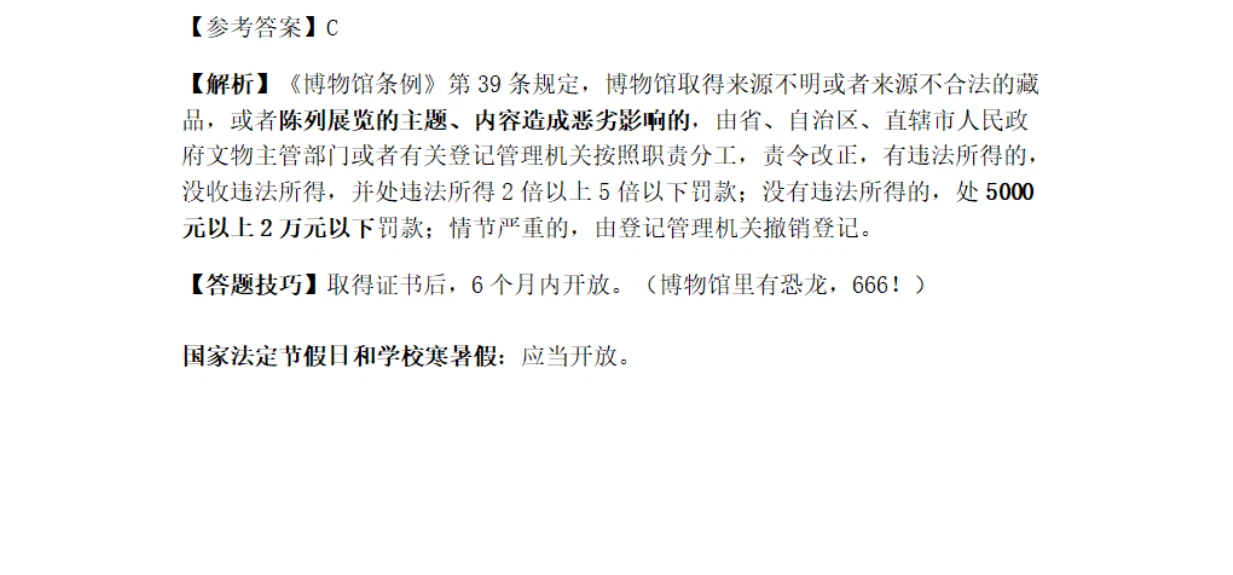 【参考答案】C
【解析】《博物馆条例》第 39 条规定，博物馆取得来源不明或者来源不合法的藏
品，或者陈列展览的主题、内容造成恶劣影响的，由省、自治区、直辖市人民政
府文物主管部门或者有关登记管理机关按照职责分工，责令改正，有违法所得的，
没收违法所得，并处违法所得 2 倍以上 5 倍以下罚款；没有违法所得的，处 5000
元以上 2 万元以下罚款；情节严重的，由登记管理机关撤销登记。
【答题技巧】取得证书后，6 个月内开放。（博物馆里有恐龙，666！）
国家法定节假日和学校寒暑假：应当开放。